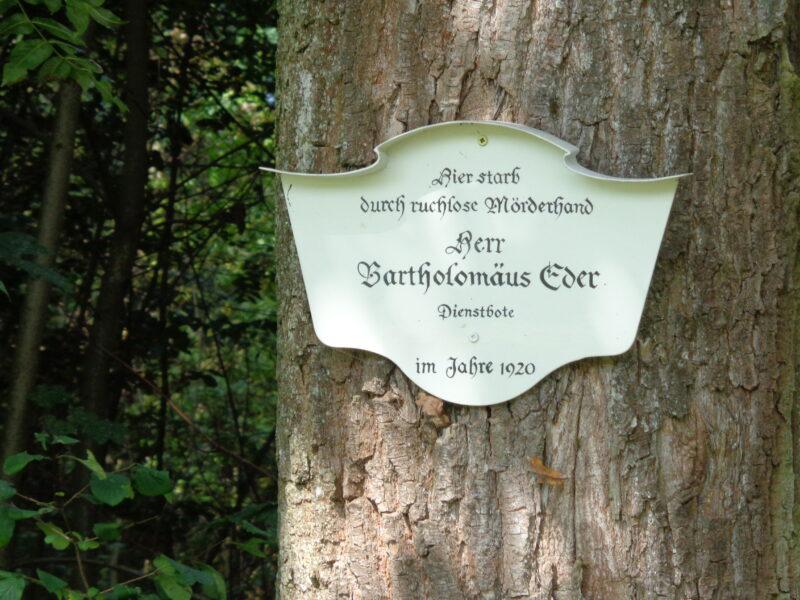 Hier starb
durch ruchlose Mörderhand
Herr
Bartholomäus Eder
Dienstbote
im Jahre 1920